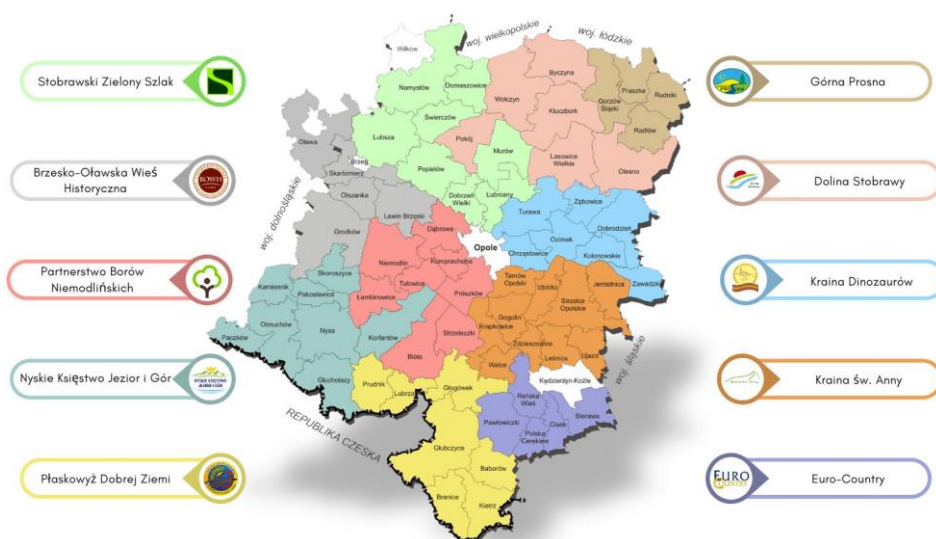 woj. wielkopolskie
woj. łódzkie
woj. dolnośląskie
woj. śląskie
REPUBLIKA CZESKA
Stobrawski Zielony Szlak
Brzesko-Oławska Wieś
Historyczna
BOWH
Partnerstwo Borów
Niemodlińskich
Nyskie Księstwo Jezior i Gór
Płaskowyż Dobrej Ziemi
Wilków
Namysłów
Domaszowice
Świerczów
Lubsza
Pokój
Popielów
Murów
Dobrzeń
Wielki
Łubniany
Wołczyn
Byczyna
Kluczbork
Lasowice
Wielkie
Olesno
Gorzów
Śląski
Praszka
Rudniki
Radłów
Oława
Brzeg
Skarbimierz
Olszanka
Lewin Brzeski
Grodków
Dąbrowa
Niemodlin
Komprachcice
Tułowice
Łambinowice
Prószków
Strzeleczki
Biała
Opole
Turawa
Zębowice
Dobrodzień
Ozimek
Chrząstowice
Kolonowskie
Zawadzkie
Tarnów
Opolski
Izbicko
Jemielnica
Strzelce
Opolskie
Gogolin
Krapkowice
Zdzieszowice
Walce
Leśnica
Ujazd
Kamiennik
Skoroszyce
Pakosławice
Otmuchów
Nysa
Korfantów
Paczków
Głuchołazy
Prudnik
Lubrza
Głogówek
Głubczyce
Baborów
Branice
Kietrz
Kędzierzyn-Koźle
Reńska
Wieś
Pawłowiczki
Cisek
Bierawa
Polska
Cerekiew
Górna Prosna
Dolina Stobrawy
Kraina Dinozaurów
Kraina św. Anny
EURO
COUNTRY
Euro-Country